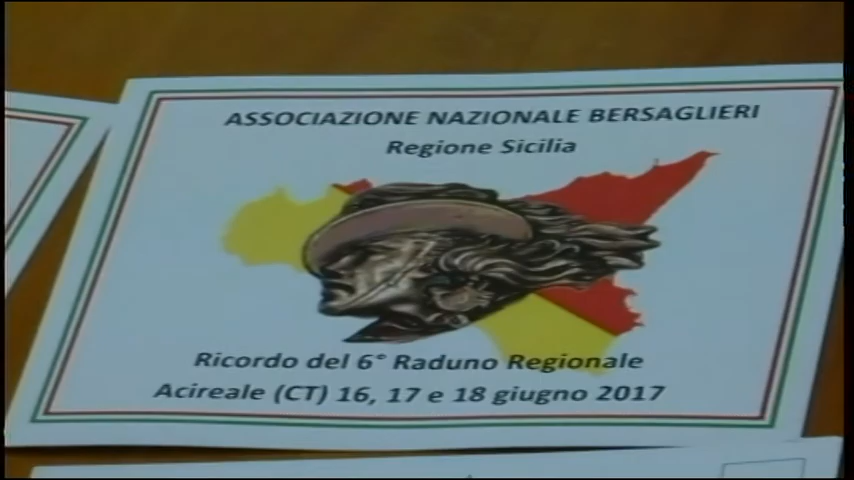 ASSOCIAZIONE NAZIONALE BERSAGLIERI
Regione Sicilia
Ricordo del 6° Raduno Regionale
Acireale (CT) 16, 17 e 18 giugno 2017